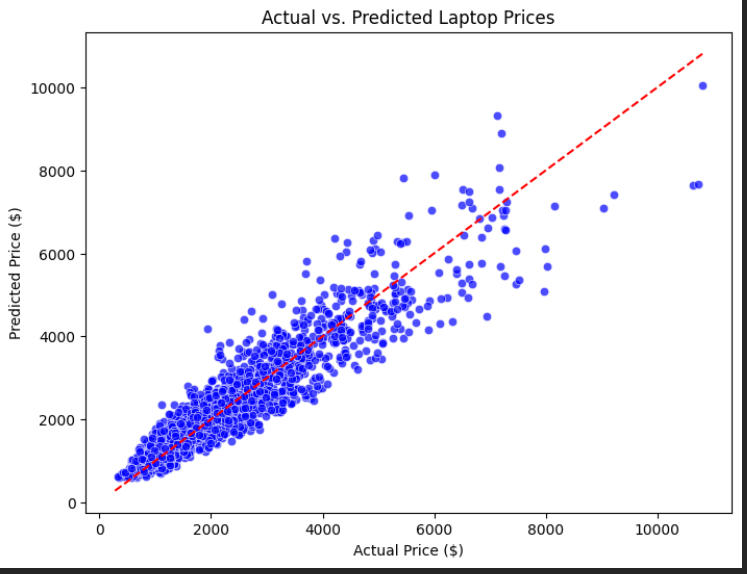 Actual vs. Predicted Laptop Prices
Predicted Price ($)
10000
8000
6000
4000
2000
0
0 2000 4000 6000 8000 10000
Actual Price ($)